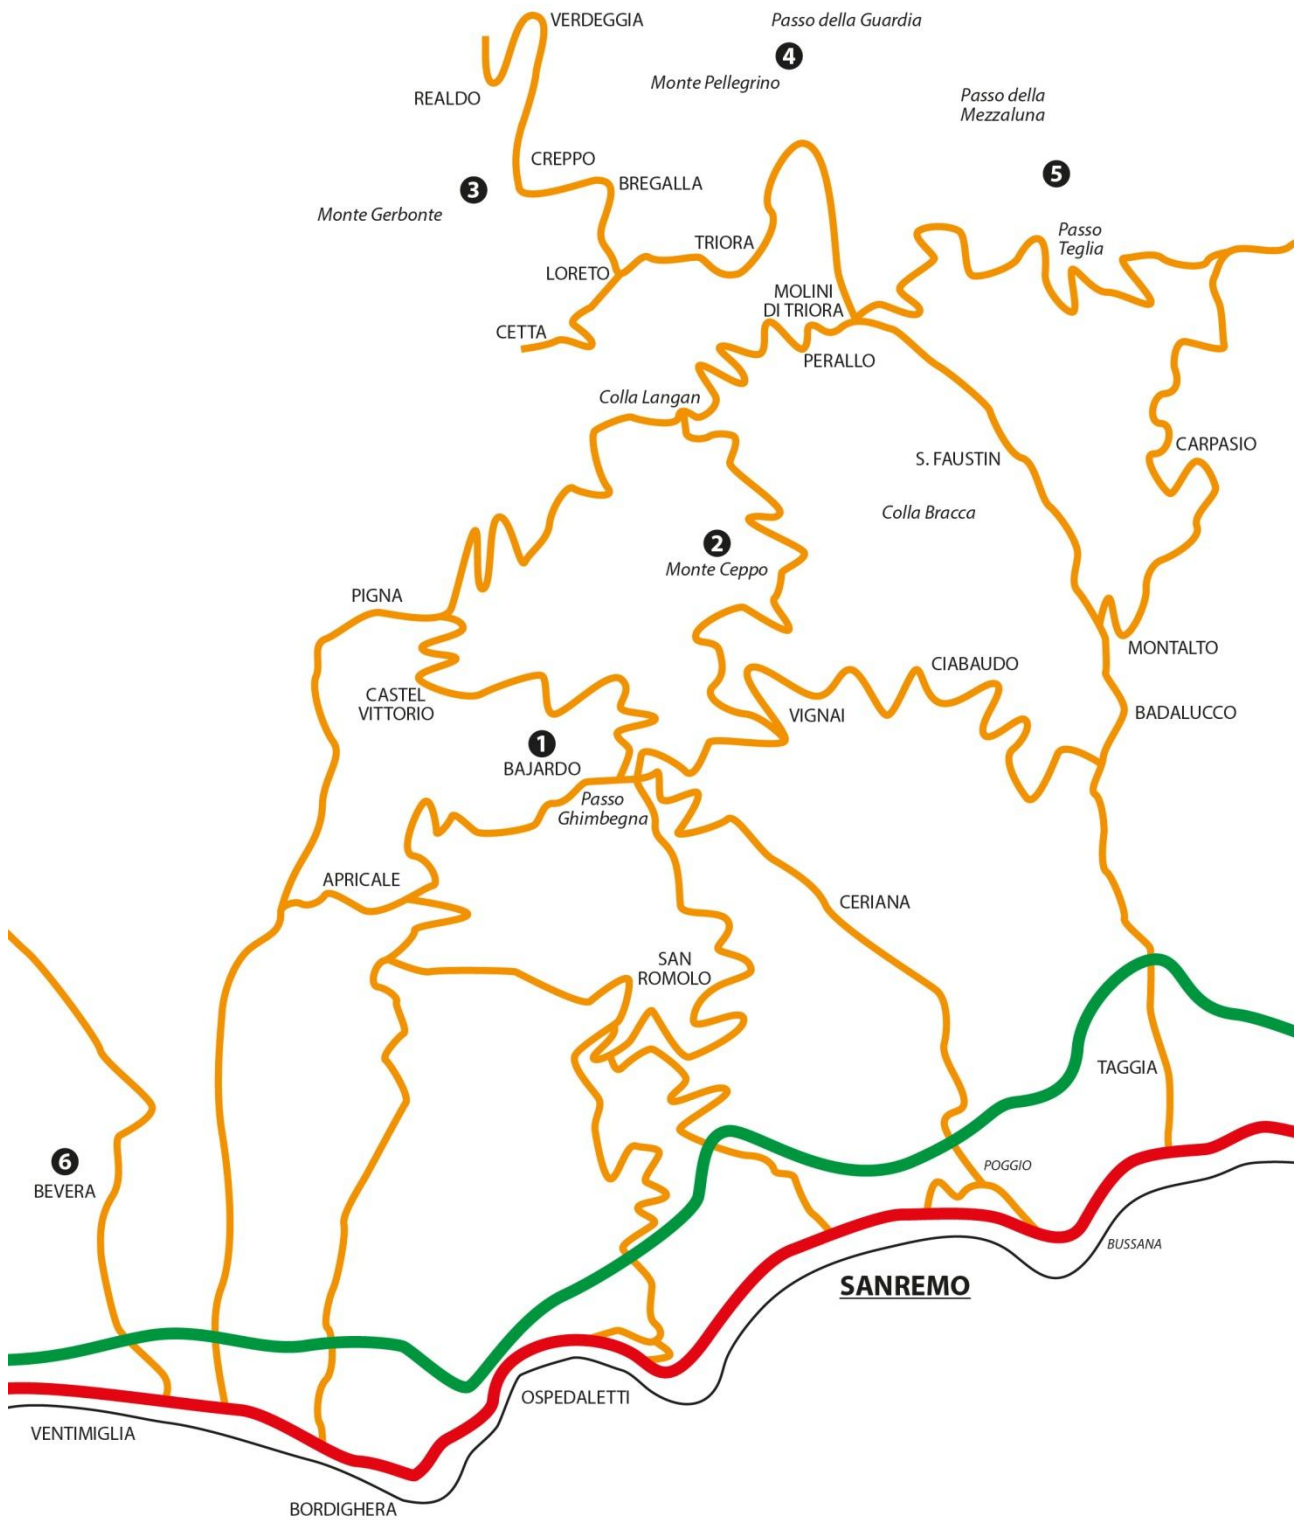 VERDEGGIA
Passo della Guardia
4
Monte Pellegrino
REALDO
Passo della
Mezzaluna
CREPPO
BREGALLA
3
5
Monte Gerbonte
TRIORA
Passo
Teglia
LORETO
MOLINI
DI TRIORA
CETTA
PERALLO
Colla Langan
CARPASIO
S. FAUSTIN
Colla Bracca
2
Monte Ceppo
PIGNA
MONTALTO
CIABAUDO
CASTEL
VITTORIO
VIGNAI
BADALUCCO
1
BAJARDO
Passo
Ghimbegna
APRICALE
CERIANA
SAN
ROMOLO
TAGGIA
6
BEVERA
POGGIO
BUSSANA
SANREMO
OSPEDALETTI
VENTIMIGLIA
BORDIGHERA